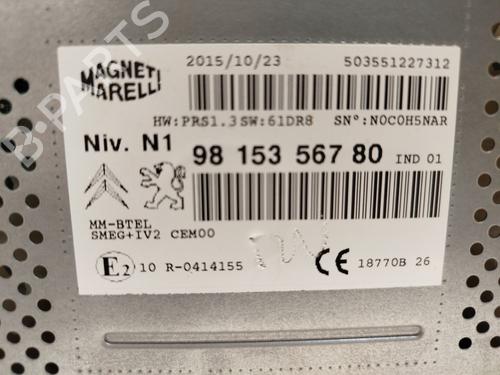 MAGNETI MARELLI
2015/10/23 503551227312
HW:PRS1.3 SW:61DR8 SN°:N0C0H5NAR
Niv. N1
98 153 567 80 IND 01
MM-BTEL
SMEG+IV2 CEM00
E2 10 R-0414155
CE 18770B 26
B-PARTS